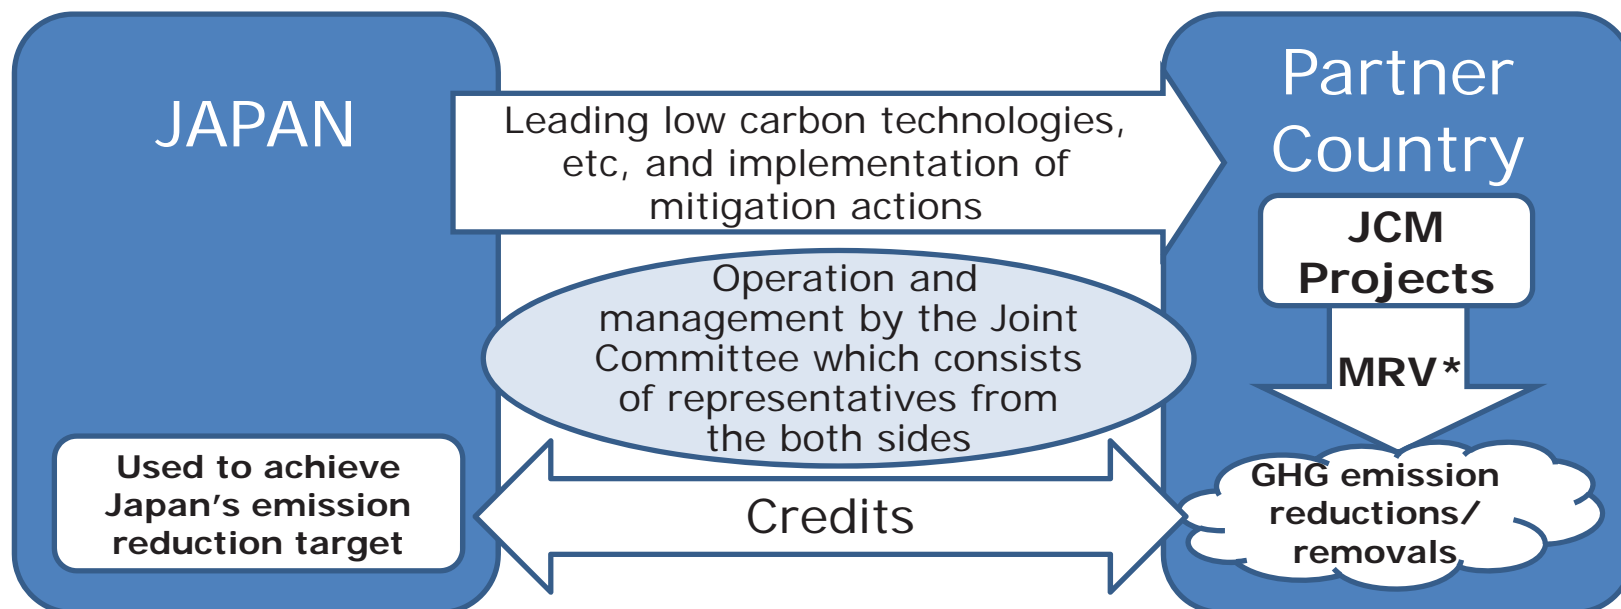 JAPAN
Leading low carbon technologies,
etc, and implementation of
mitigation actions
Partner
Country
JCM
Projects
Operation and
management by the Joint
Committee which consists
of representatives from
the both sides
MRV*
Used to achieve
Japan's emission
reduction target
Credits
GHG emission
reductions/
removals